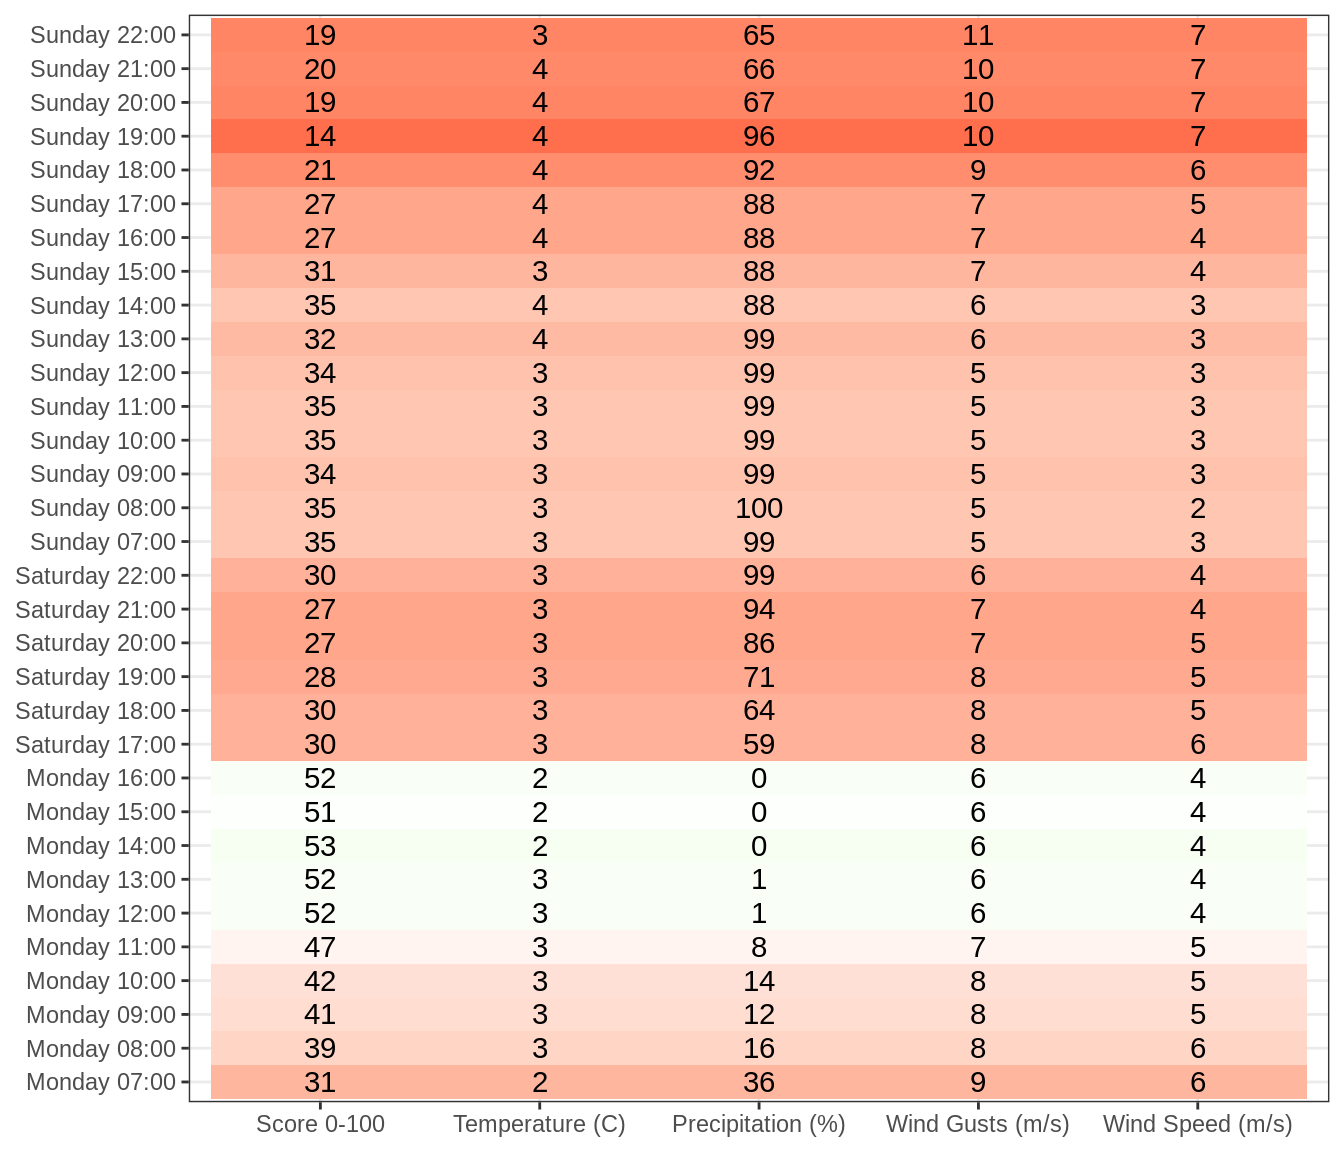 Sunday 22:00 19 3 65 11 7
Sunday 21:00 20 4 66 10 7
Sunday 20:00 19 4 67 10 7
Sunday 19:00 14 4 96 10 7
Sunday 18:00 21 4 92 9 6
Sunday 17:00 27 4 88 7 5
Sunday 16:00 27 4 88 7 4
Sunday 15:00 31 3 88 7 4
Sunday 14:00 35 4 88 6 3
Sunday 13:00 32 4 99 6 3
Sunday 12:00 34 3 99 5 3
Sunday 11:00 35 3 99 5 3
Sunday 10:00 35 3 99 5 3
Sunday 09:00 34 3 99 5 3
Sunday 08:00 35 3 100 5 2
Sunday 07:00 35 3 99 5 3
Saturday 22:00 30 3 99 6 4
Saturday 21:00 27 3 94 7 4
Saturday 20:00 27 3 86 7 5
Saturday 19:00 28 3 71 8 5
Saturday 18:00 30 3 64 8 5
Saturday 17:00 30 3 59 8 6
Monday 16:00 52 2 0 6 4
Monday 15:00 51 2 0 6 4
Monday 14:00 53 2 0 6 4
Monday 13:00 52 3 1 6 4
Monday 12:00 52 3 1 6 4
Monday 11:00 47 3 8 7 5
Monday 10:00 42 3 14 8 5
Monday 09:00 41 3 12 8 5
Monday 08:00 39 3 16 8 6
Monday 07:00 31 2 36 9 6
Score 0-100 Temperature (C) Precipitation (%) Wind Gusts (m/s) Wind Speed (m/s)